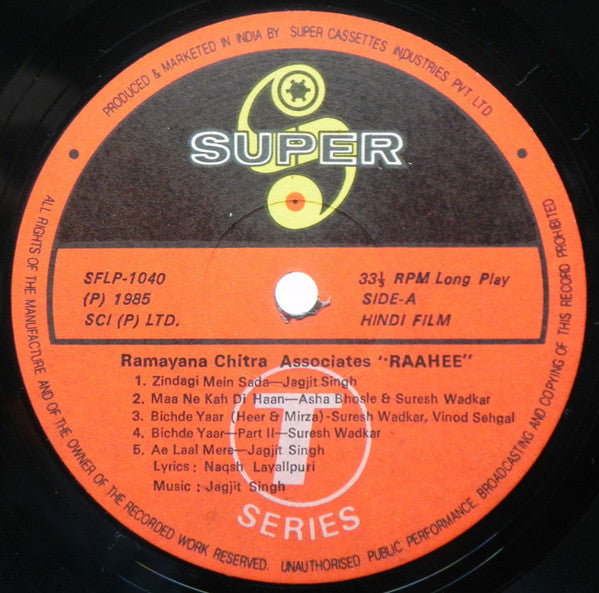 PRODUCED & MARKETED IN INDIA BY SUPER CASSETTES INDUSTRIES PVT. LTD.
SUPER
SFLP-1040
(P) 1985
SCI (P) LTD.
33⅓ RPM Long Play
SIDE-A
HINDI FILM
Ramayana Chitra Associates "RAAHEE"
1. Zindagi Mein Sada—Jagjit Singh
2. Maa Ne Kah Di Haan—Asha Bhosle & Suresh Wadkar
3. Bichde Yaar (Heer & Mirza)-Suresh Wadkar, Vinod Sehgal
4. Bichde Yaar—Part II—Suresh Wadkar
5. Ae Laal Mere—Jagjit Singh
Lyrics : Naqsh Layallpuri
Music : Jagjit Singh
T
SERIES
ALL RIGHTS OF THE MANUFACTURE AND OF THE OWNER OF THE RECORDED WORK RESERVED. UNAUTHORISED PUBLIC PERFORMANCE, BROADCASTING AND COPYING OF THIS RECORD PROHIBITED